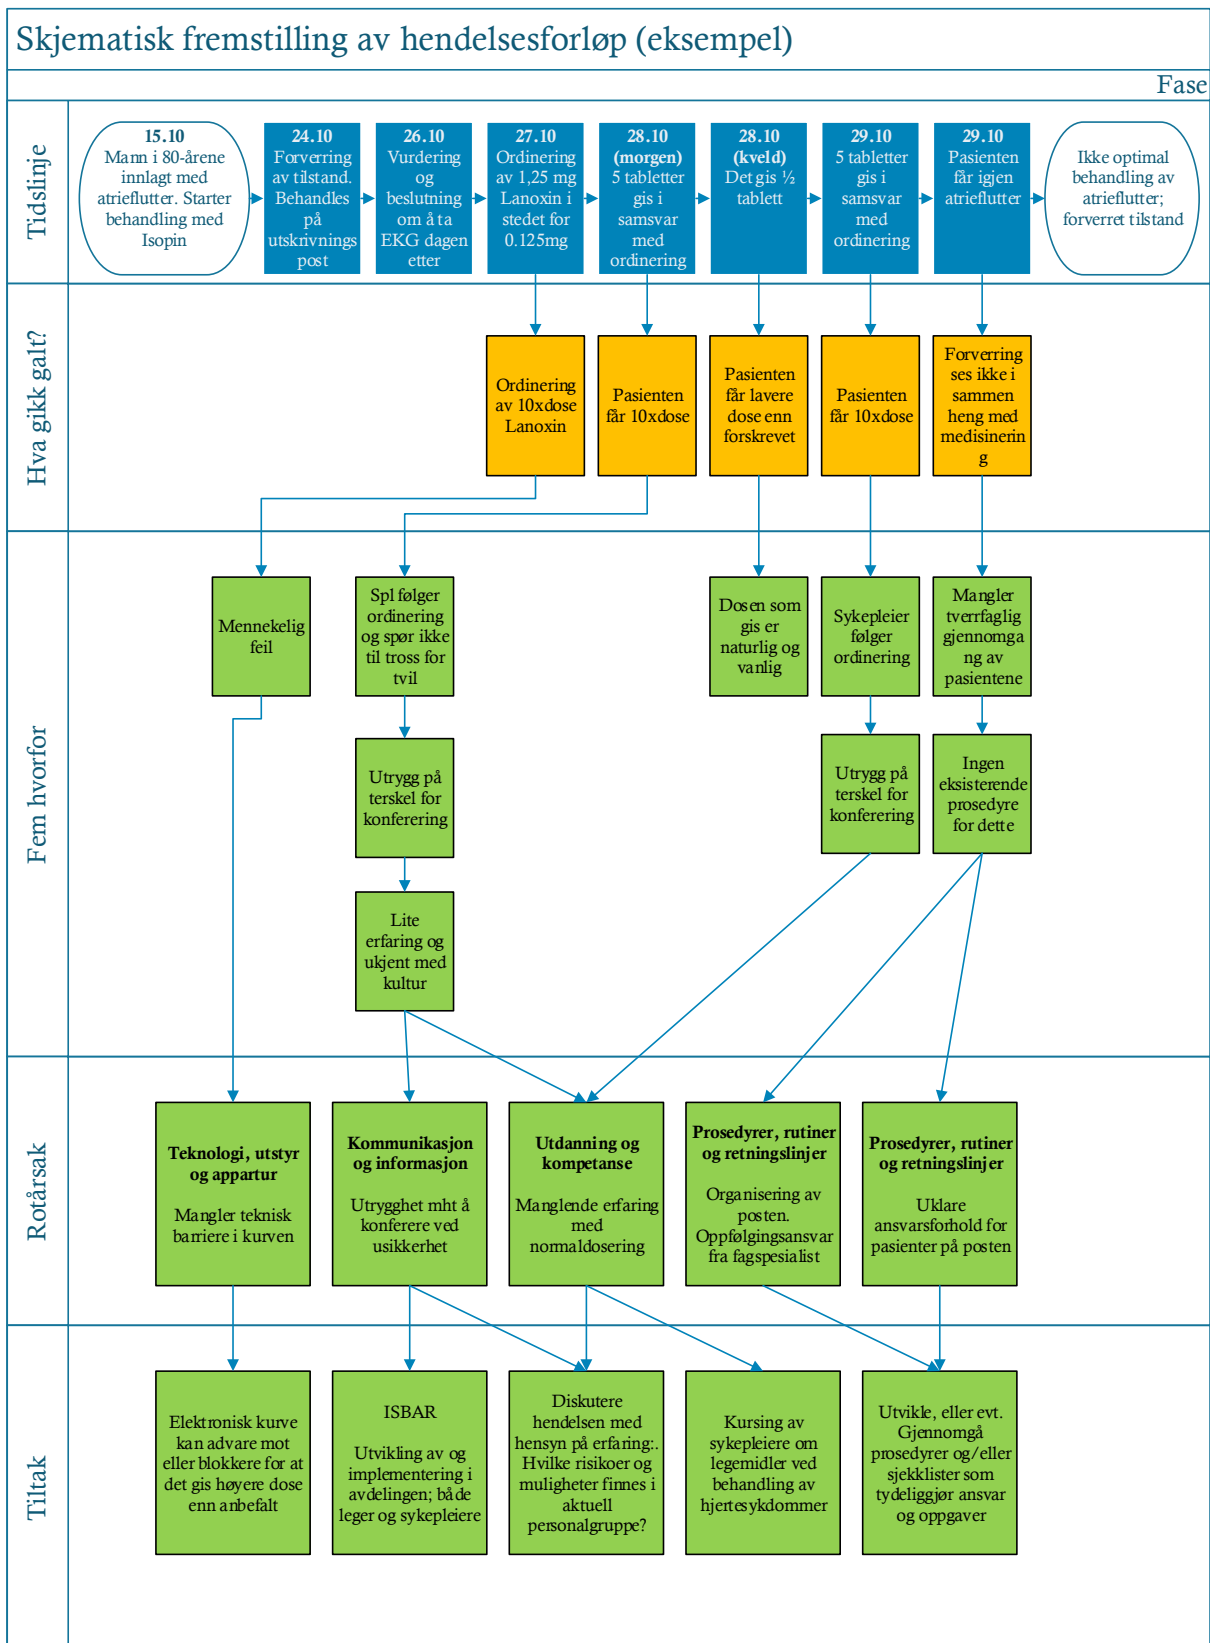 Skjematisk fremstilling av hendelsesforløp (eksempel)
Fase
Tidslinje
15.10
Mann i 80-årene
innlagt med
atrieflutter. Starter
behandling med
Isopin
24.10
Forverring
av tilstand.
Behandles
på
utskrivnings
post
26.10
Vurdering
og
beslutning
om å ta
EKG dagen
etter
27.10
Ordinering
av 1,25 mg
Lanoxin i
stedet for
0.125mg
28.10
(morgen)
5 tabletter
gis i
samsvar
med
ordinering
28.10
(kveld)
Det gis ½
tablett
29.10
5 tabletter
gis i
samsvar
med
ordinering
29.10
Pasienten
får igjen
atrieflutter
Ikke optimal
behandling av
atrieflutter;
forverret tilstand
Hva gikk galt?
Ordinering
av 10xdose
Lanoxin
Pasienten
får 10xdose
Pasienten
får lavere
dose enn
forskrevet
Pasienten
får 10xdose
Forverring
ses ikke i
sammen
heng med
medisinerin
g
Fem hvorfor
Mennekelig
feil
Spl følger
ordinering
og spør ikke
til tross for
tvil
Dosen som
gis er
naturlig og
vanlig
Sykepleier
følger
ordinering
Mangler
tverrfaglig
gjennomga
ng av
pasientene
Utrygg på
terskel for
konferering
Utrygg på
terskel for
konferering
Ingen
eksisterende
prosedyre
for dette
Lite
erfaring og
ukjent med
kultur
Rotårsak
Teknologi, utstyr
og appartur
Mangler teknisk
barriere i kurven
Kommunikasjon
og informasjon
Utrygghet mht å
konferere ved
usikkerhet
Utdanning og
kompetanse
Manglende erfaring
med
normaldosering
Prosedyrer, rutiner
og retningslinjer
Organisering av
posten.
Oppfølgingsansvar
fra fagspesialist
Prosedyrer, rutiner
og retningslinjer
Uklare
ansvarsforhold for
pasienter på posten
Tiltak
Elektronisk kurve
kan advare mot
eller blokkere for at
det gis høyere dose
enn anbefalt
ISBAR
Utvikling av og
implementering i
avdelingen; både
leger og sykepleiere
Diskutere
hendelsen med
hensyn på erfaring:.
Hvilke risikoer og
muligheter finnes i
aktuell
personalgruppe?
Kursing av
sykepleiere om
legemidler ved
behandling av
hjertesykdommer
Utvikle, eller evt.
Gjennomgå
prosedyrer og/eller
sjekklister som
tydeliggjør ansvar
og oppgaver